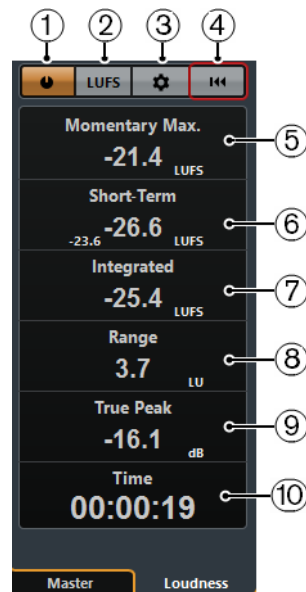 1 2 3 4
LUFS
Momentary Max.
-21.4 LUFS
5
Short-Term
-23.6 -26.6 LUFS
6
Integrated
-25.4 LUFS
7
Range
3.7 LU
8
True Peak
-16.1 dB
9
Time
00:00:19
10
Master Loudness